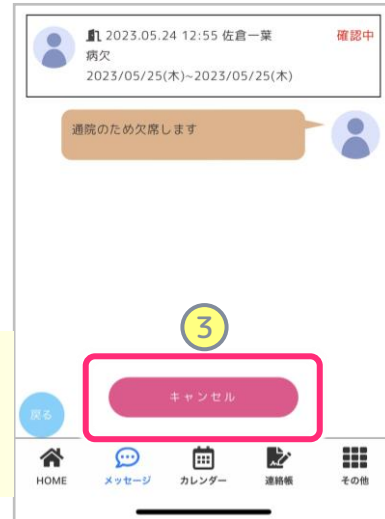 2023.05.24 12:55 佐倉一葉 確認中
病欠
2023/05/25(木)~2023/05/25(木)
通院のため欠席します
3
キャンセル
戻る
HOME メッセージ カレンダー 連絡帳 その他